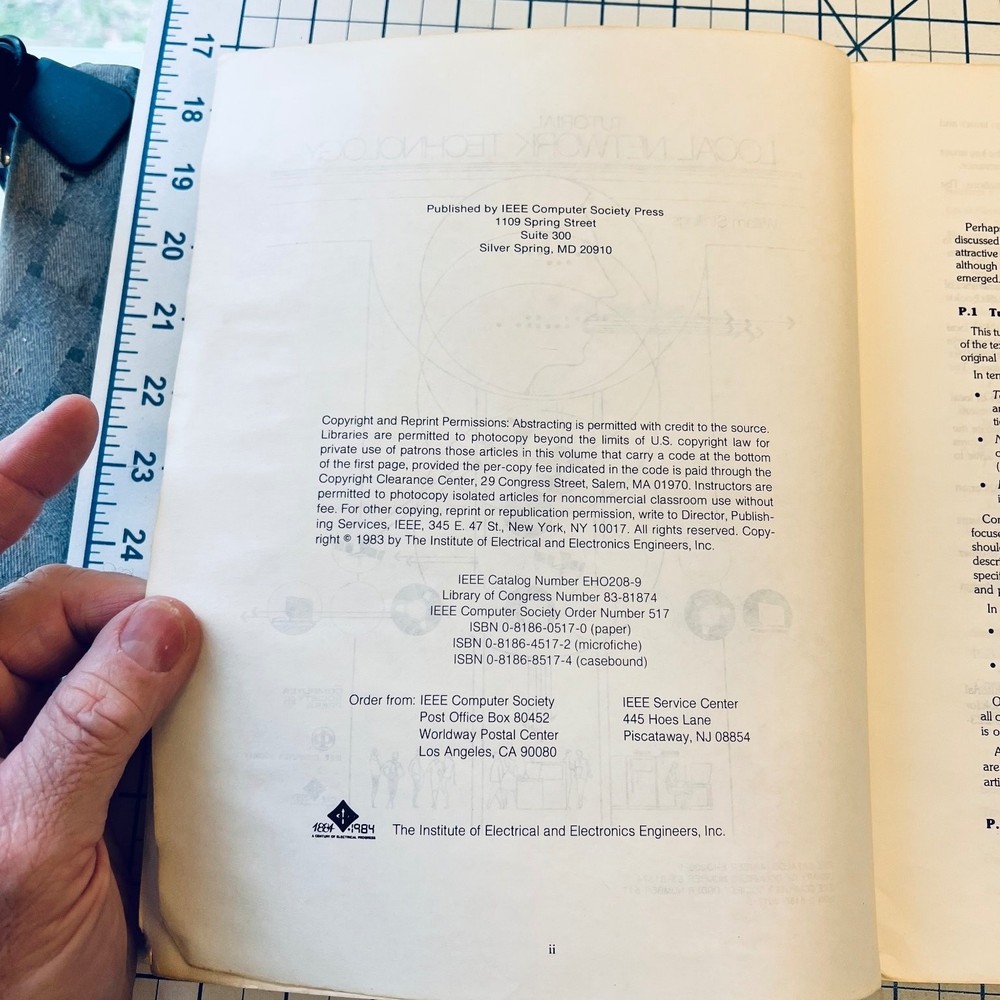 17
18
19
20
21
22
23
24
TUTORIAL
LOCAL NETWORK TECHNOLOGY
Published by IEEE Computer Society Press
1109 Spring Street
Suite 300
Silver Spring, MD 20910
Copyright and Reprint Permissions: Abstracting is permitted with credit to the source.
Libraries are permitted to photocopy beyond the limits of U.S. copyright law for
private use of patrons those articles in this volume that carry a code at the bottom
of the first page, provided the per-copy fee indicated in the code is paid through the
Copyright Clearance Center, 29 Congress Street, Salem, MA 01970. Instructors are
permitted to photocopy isolated articles for noncommercial classroom use without
fee. For other copying, reprint or republication permission, write to Director, Publish-
ing Services, IEEE, 345 E. 47 St., New York, NY 10017. All rights reserved. Copy-
right © 1983 by The Institute of Electrical and Electronics Engineers, Inc.
IEEE Catalog Number EHO208-9
Library of Congress Number 83-81874
IEEE Computer Society Order Number 517
ISBN 0-8186-0517-0 (paper)
ISBN 0-8186-4517-2 (microfiche)
ISBN 0-8186-8517-4 (casebound)
Order from: IEEE Computer Society
Post Office Box 80452
Worldway Postal Center
Los Angeles, CA 90080
IEEE Service Center
445 Hoes Lane
Piscataway, NJ 08854
1884 1984
A CENTURY OF ELECTRICAL PROGRESS
The Institute of Electrical and Electronics Engineers, Inc.
ii
Perhaps
discussed
attractive
although
emerged.
P.1
This tu
of the te
original
In ter
Con
focuse
shoul
descr
specif
and p
In
all c
is o
are
arti
P.